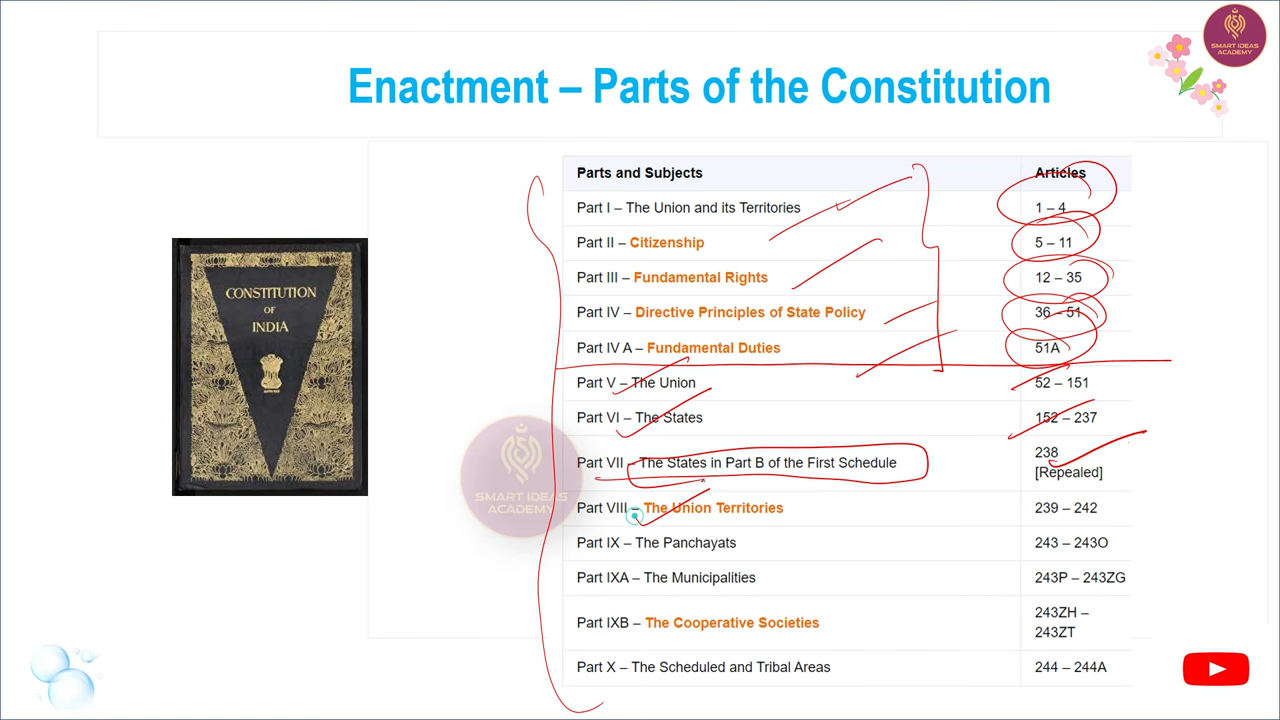 SMART IDEAS
ACADEMY
Enactment – Parts of the Constitution
CONSTITUTION
OF
INDIA
Parts and Subjects Articles
Part I – The Union and its Territories 1 – 4
Part II – Citizenship 5 – 11
Part III – Fundamental Rights 12 – 35
Part IV – Directive Principles of State Policy 36 – 51
Part IV A – Fundamental Duties 51A
Part V – The Union 52 – 151
Part VI – The States 152 – 237
Part VII – The States in Part B of the First Schedule 238
[Repealed]
Part VIII – The Union Territories 239 – 242
Part IX – The Panchayats 243 – 243O
Part IXA – The Municipalities 243P – 243ZG
Part IXB – The Cooperative Societies 243ZH –
243ZT
Part X – The Scheduled and Tribal Areas 244 – 244A
SMART IDEAS
ACADEMY